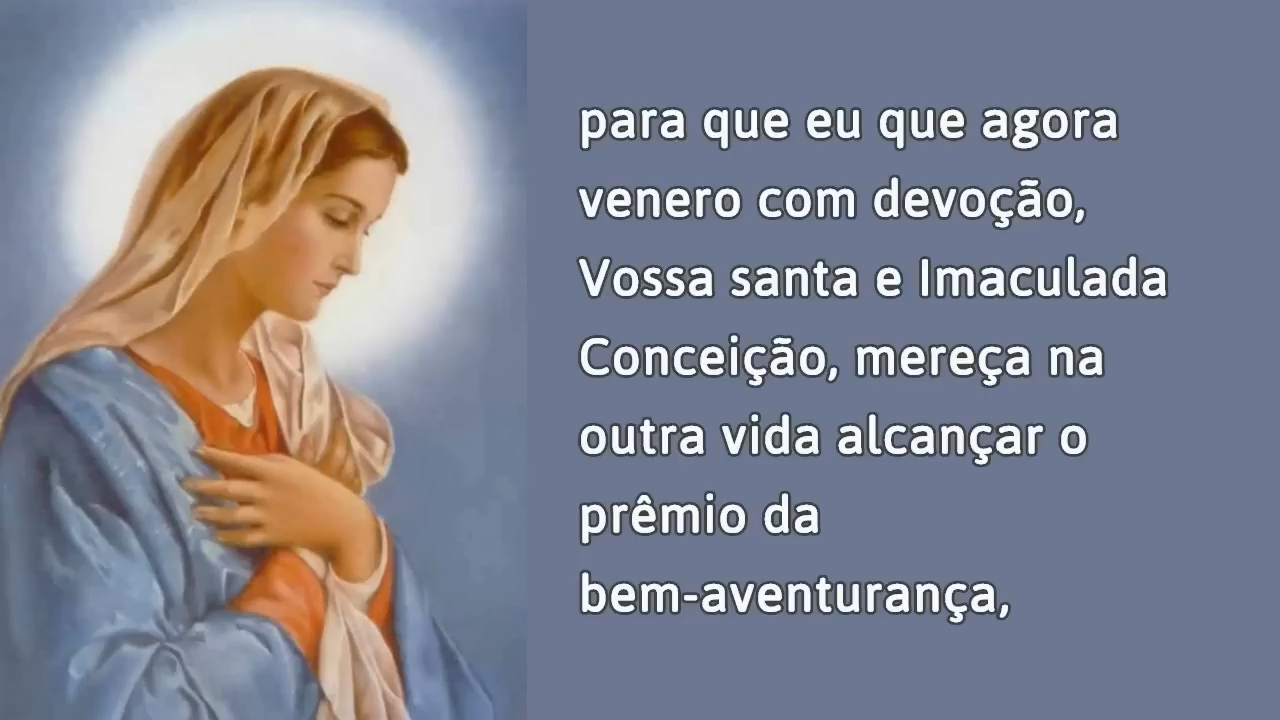 para que eu que agora
venero com devoção,
Vossa santa e Imaculada
Conceição, mereça na
outra vida alcançar o
prêmio da
bem-aventurança,